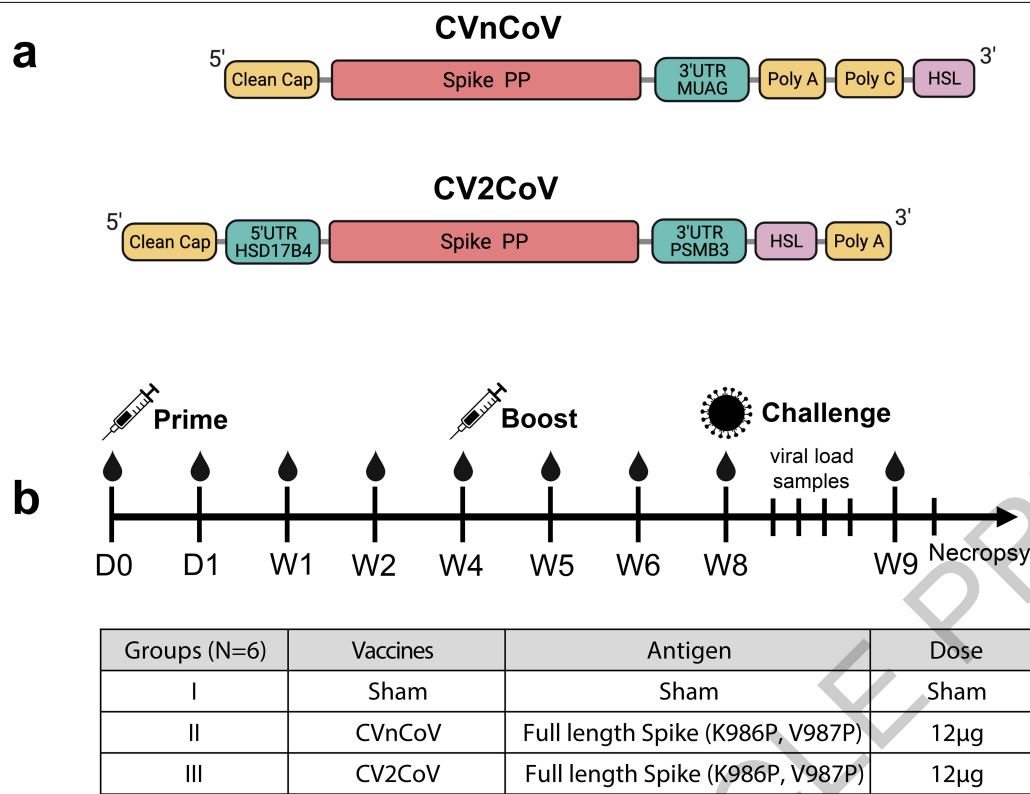 a
CVnCoV
5'
3'
Clean Cap
Spike PP
3'UTR
MUAG
Poly A
Poly C
HSL
CV2CoV
5'
3'
Clean Cap
5'UTR
HSD17B4
Spike PP
3'UTR
PSMB3
HSL
Poly A
Prime
Boost
Challenge
viral load
samples
b
D0 D1 W1 W2 W4 W5 W6 W8 W9 Necropsy
Groups (N=6) Vaccines Antigen Dose
I Sham Sham Sham
II CVnCoV Full length Spike (K986P, V987P) 12µg
III CV2CoV Full length Spike (K986P, V987P) 12µg